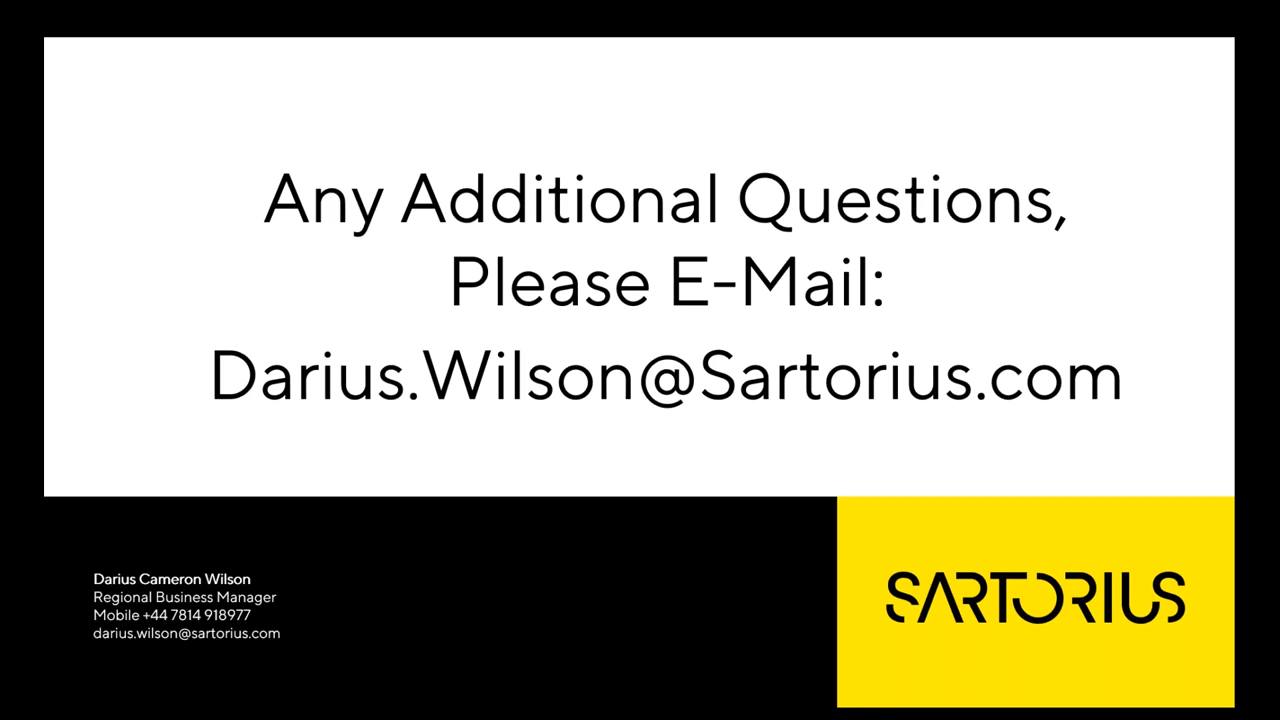 Any Additional Questions,
Please E-Mail:
Darius.Wilson@Sartorius.com
Darius Cameron Wilson
Regional Business Manager
Mobile +44 7814 918977
darius.wilson@sartorius.com
SARTORIUS